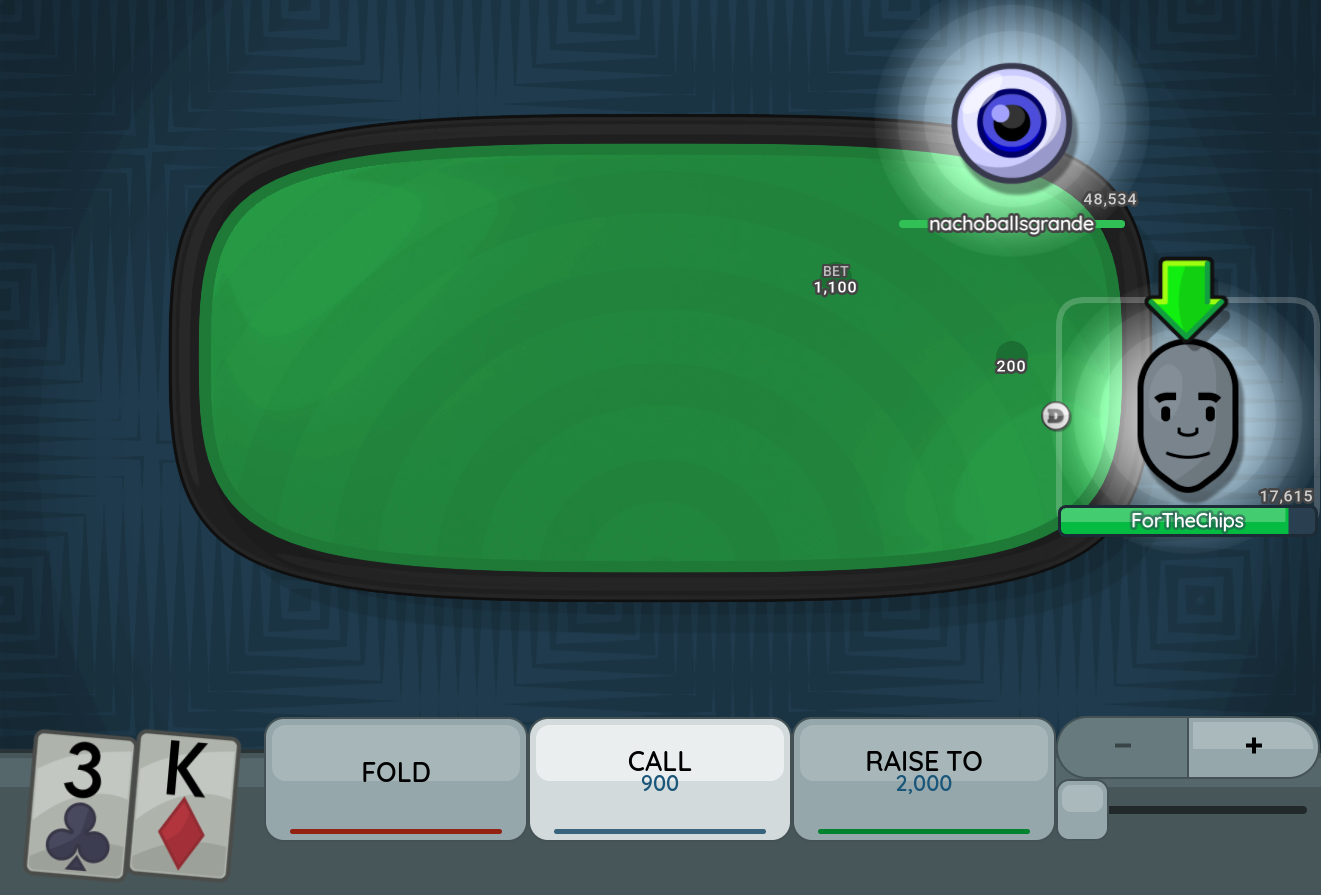 48,534
nachoballsgrande
BET
1,100
200
D
17,615
ForTheChips
3 K
FOLD
CALL
900
RAISE TO
2,000
− +